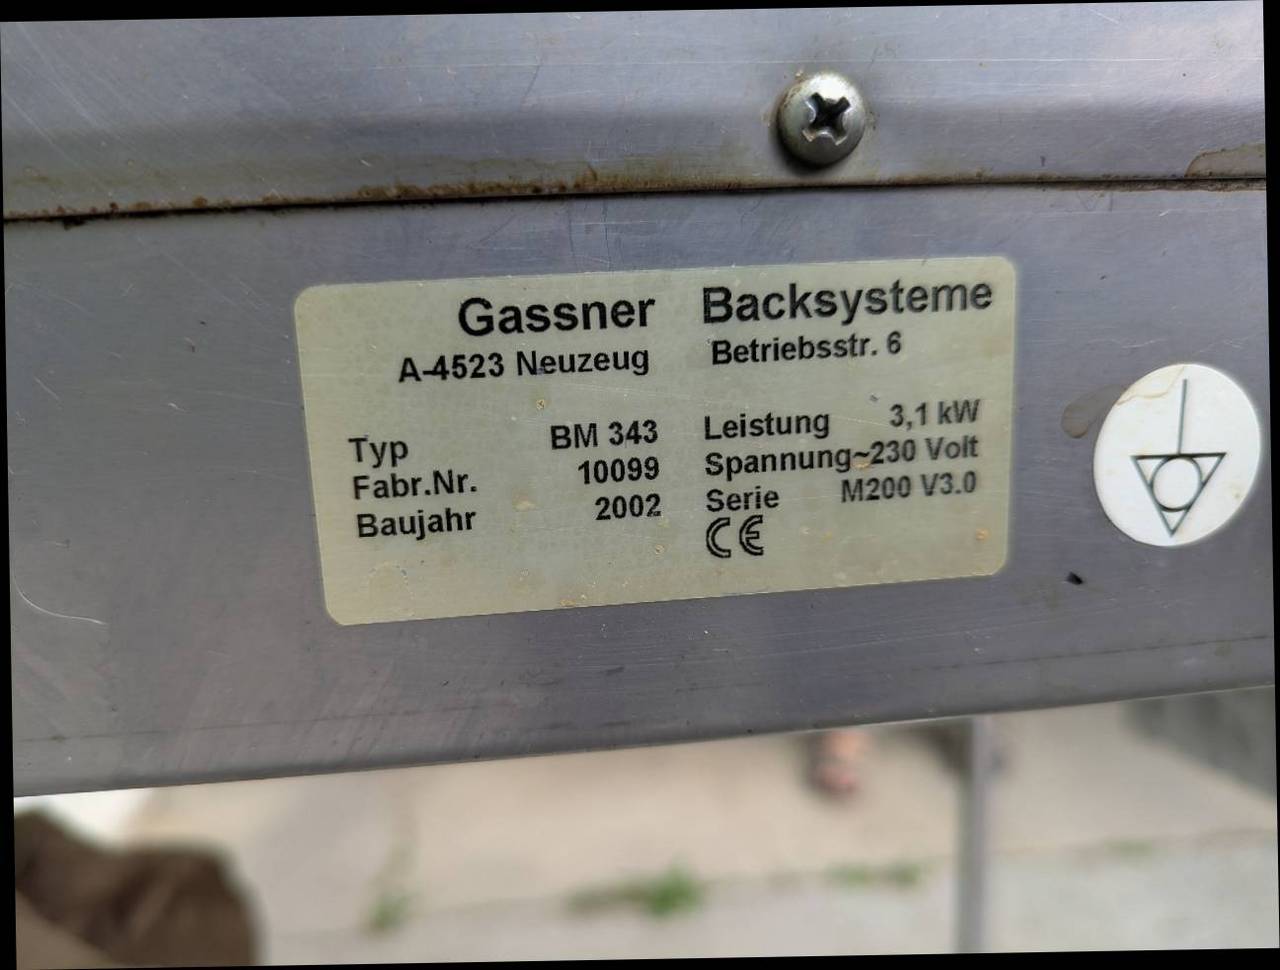 Gassner Backsysteme
A-4523 Neuzeug Betriebsstr. 6
Typ BM 343 Leistung 3,1 kW
Fabr.Nr. 10099 Spannung~230 Volt
Baujahr 2002 Serie M200 V3.0
CE